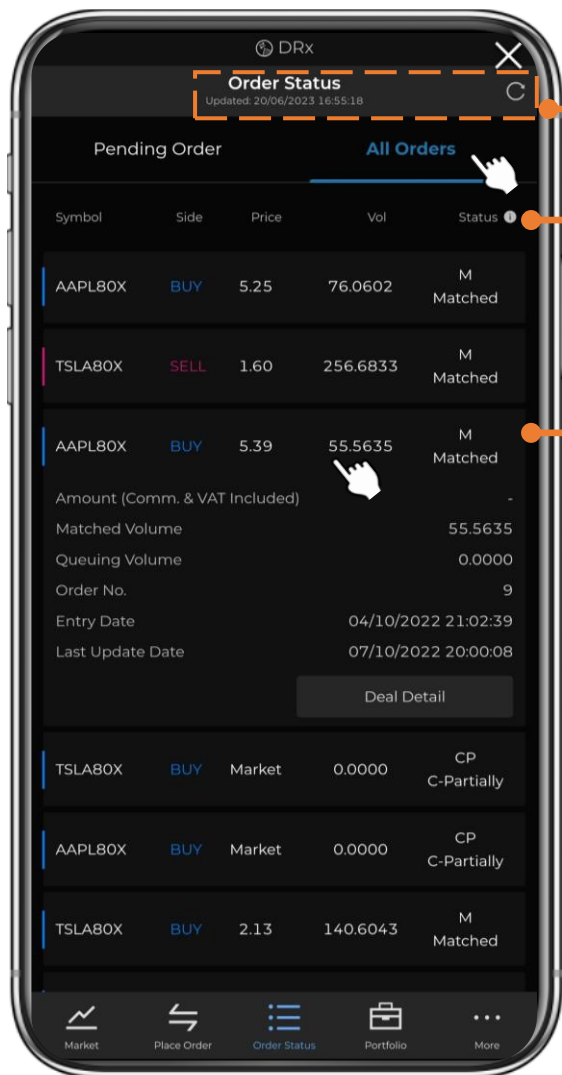 DRx
Order Status
Updated: 20/06/2023 16:55:18
Pending Order All Orders
Symbol Side Price Vol Status
AAPL80X BUY 5.25 76.0602 M
Matched
TSLA80X SELL 1.60 256.6833 M
Matched
AAPL80X BUY 5.39 55.5635 M
Matched
Amount (Comm. & VAT Included) -
Matched Volume 55.5635
Queuing Volume 0.0000
Order No. 9
Entry Date 04/10/2022 21:02:39
Last Update Date 07/10/2022 20:00:08
Deal Detail
TSLA80X BUY Market 0.0000 CP
C-Partially
AAPL80X BUY Market 0.0000 CP
C-Partially
TSLA80X BUY 2.13 140.6043 M
Matched
Market Place Order Order Status Portfolio More